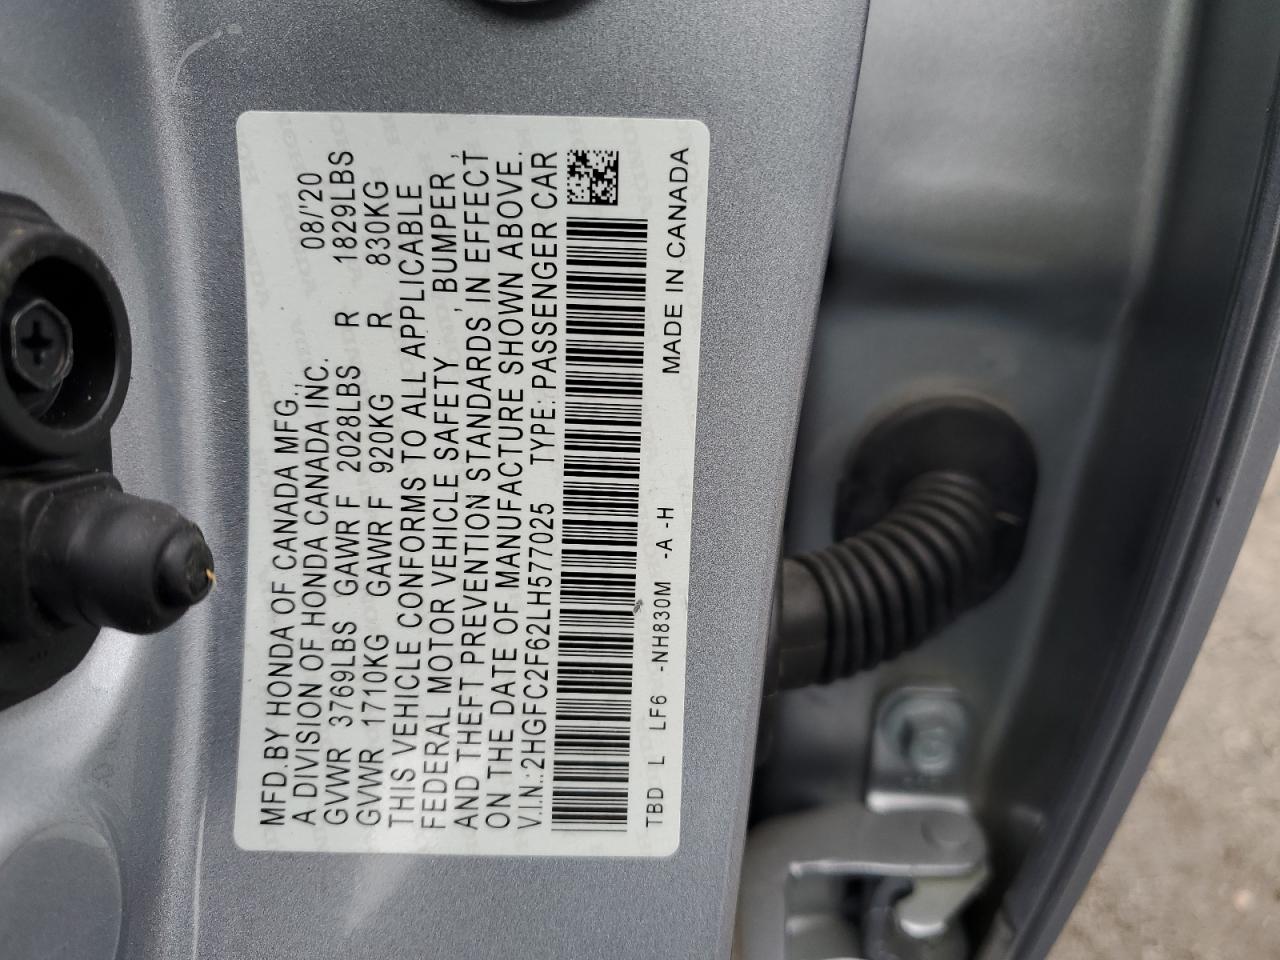 MFD.BY HONDA OF CANADA MFG.,
A DIVISION OF HONDA CANADA INC. 08/'20
GVWR 3769LBS GAWR F 2028LBS R 1829LBS
GVWR 1710KG GAWR F 920KG R 830KG
THIS VEHICLE CONFORMS TO ALL APPLICABLE
FEDERAL MOTOR VEHICLE SAFETY , BUMPER,
AND THEFT PREVENTION STANDARDS, IN EFFECT
ON THE DATE OF MANUFACTURE SHOWN ABOVE.
V.I.N.:2HGFC2F62LH577025 TYPE:PASSENGER CAR
TBD L LF6 -NH830M -A -H MADE IN CANADA